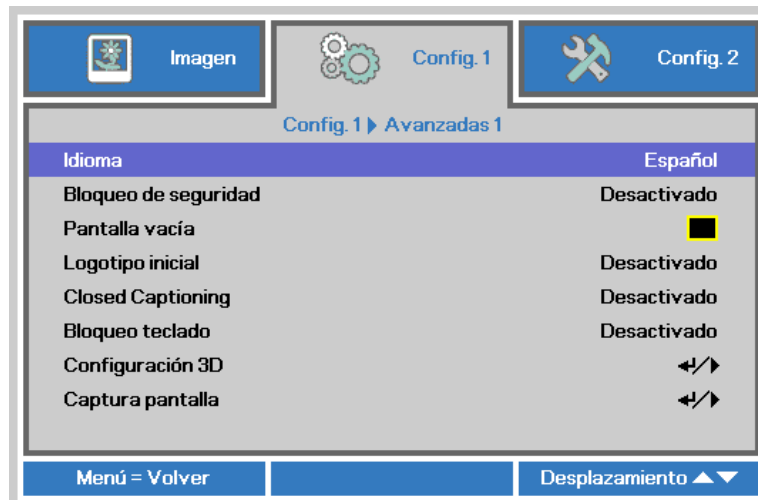 Imagen Config. 1 Config. 2
Config. 1 Avanzadas 1
Idioma Español
Bloqueo de seguridad Desactivado
Pantalla vacía
Logotipo inicial Desactivado
Closed Captioning Desactivado
Bloqueo teclado Desactivado
Configuración 3D
Captura pantalla
Menú = Volver Desplazamiento